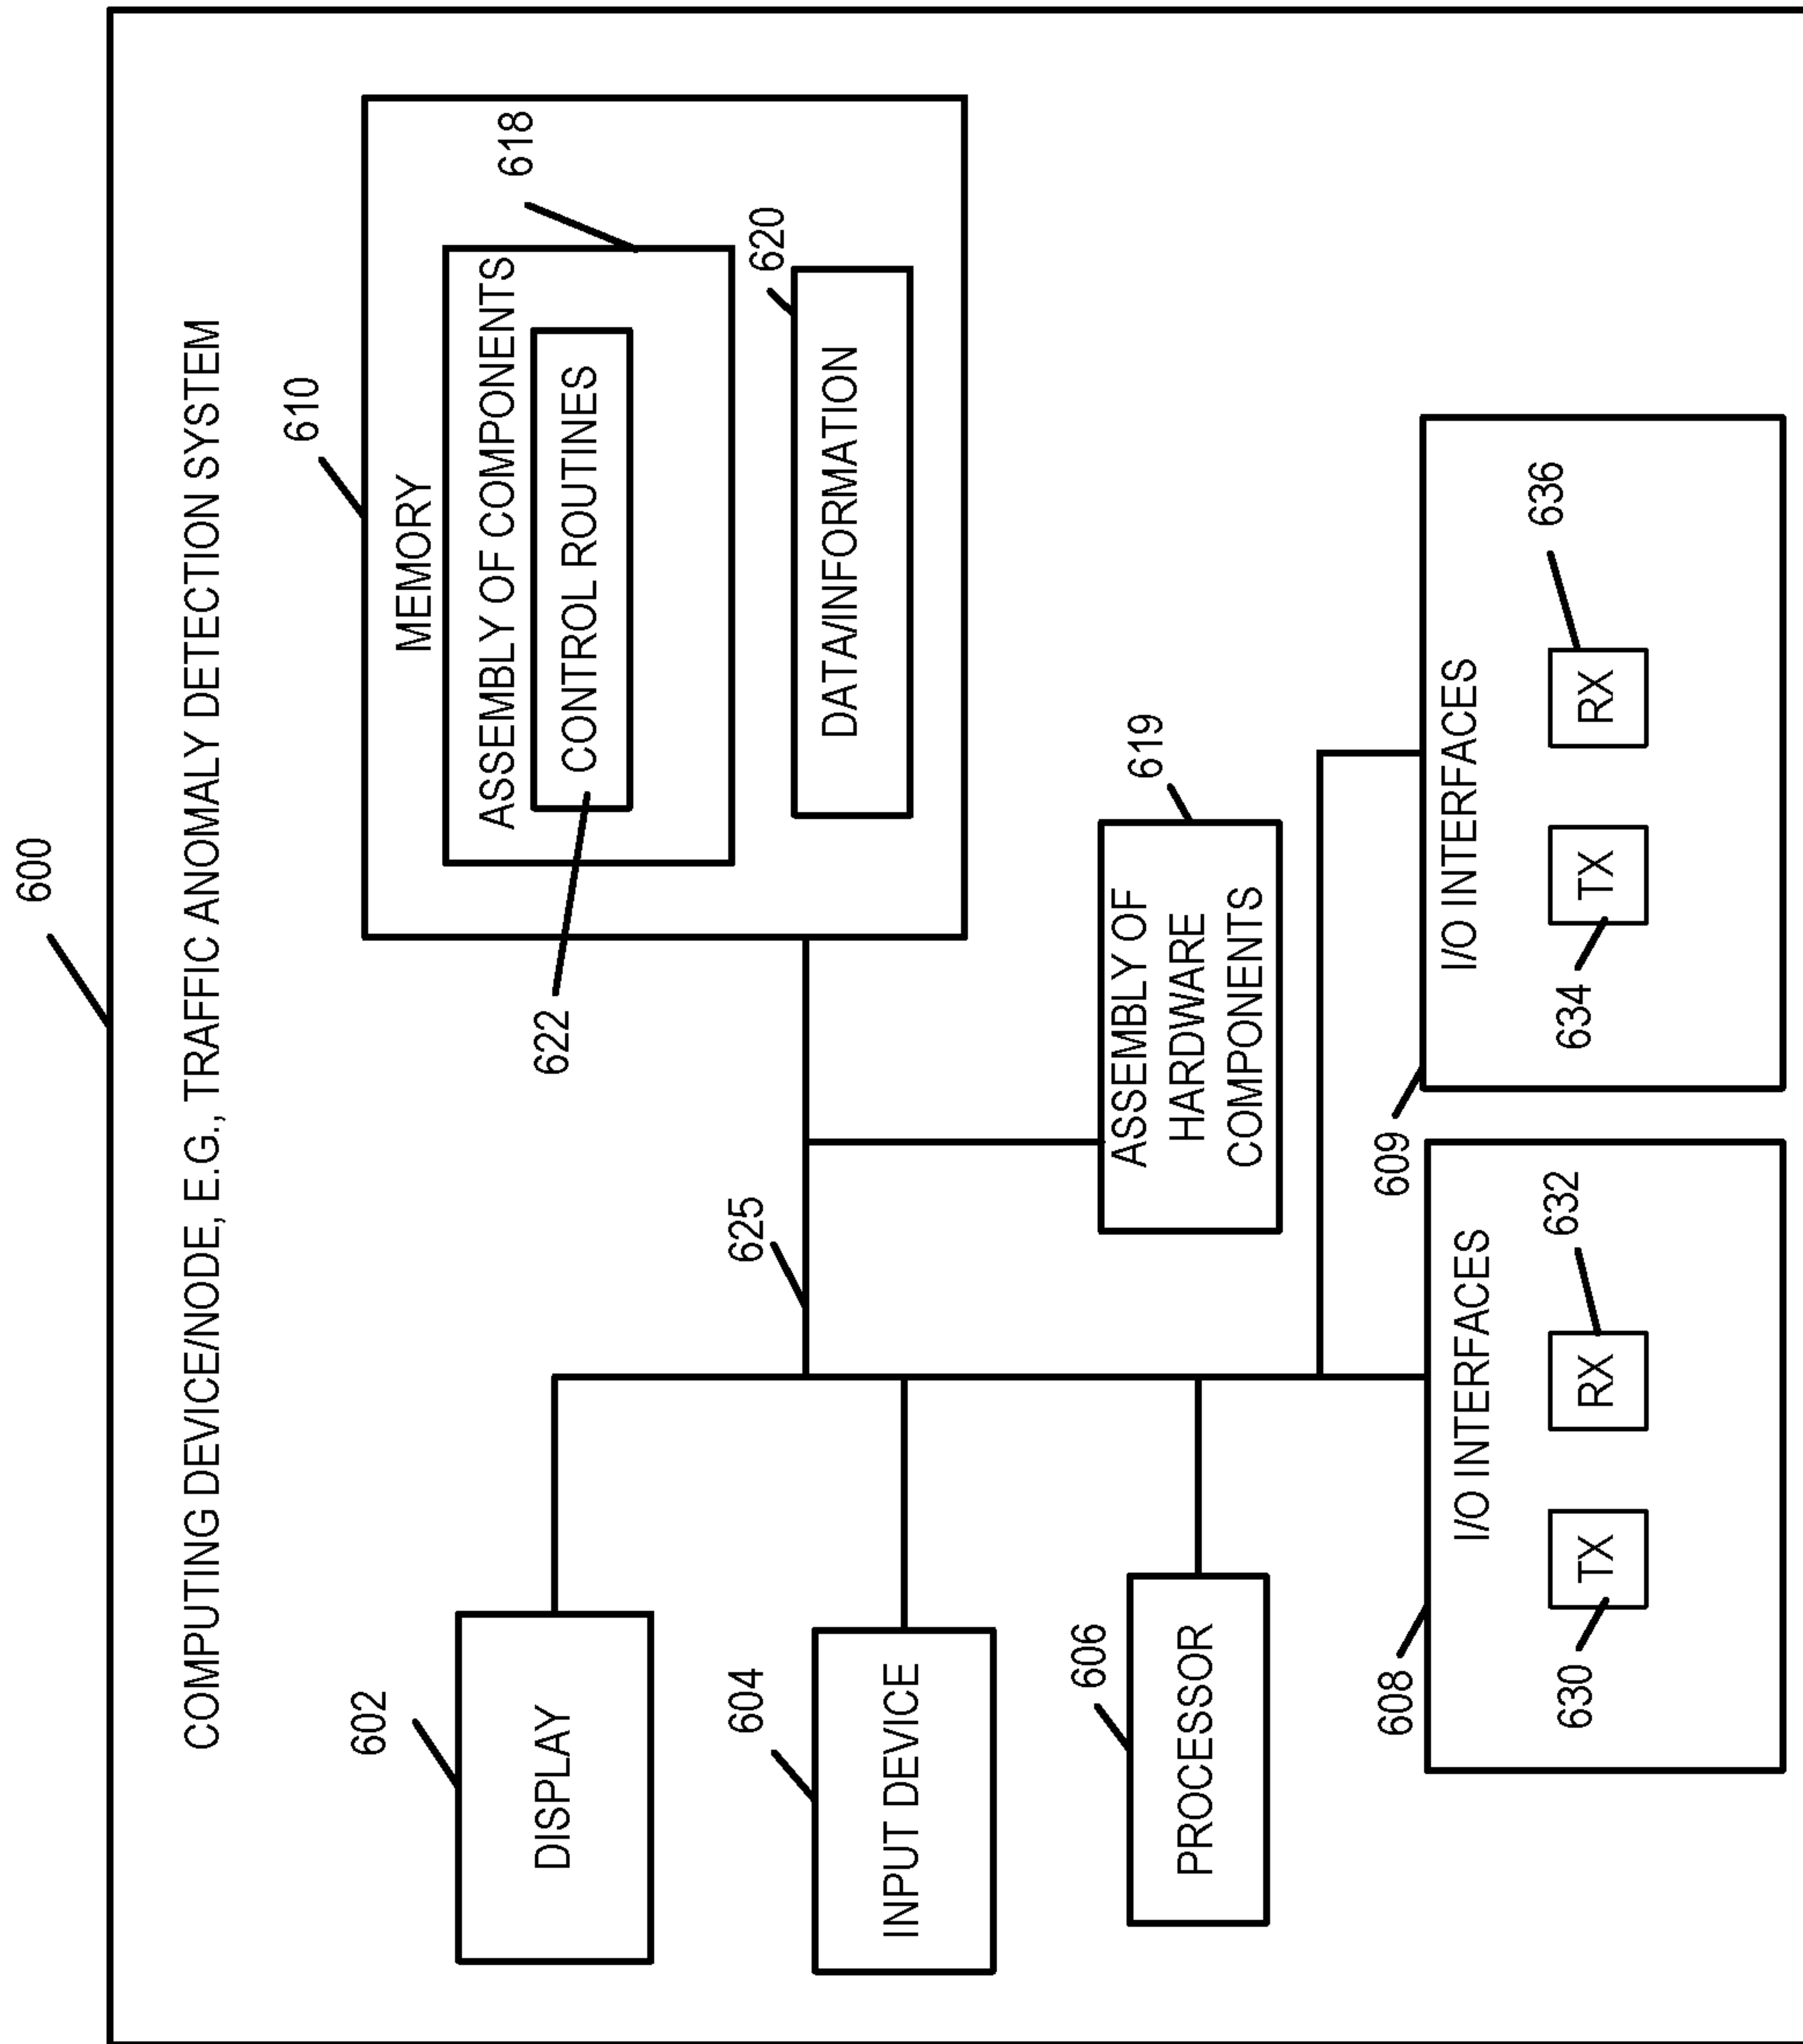 600
COMPUTING DEVICE/NODE, E.G., TRAFFIC ANOMALY DETECTION SYSTEM
602
DISPLAY
604
INPUT DEVICE
606
PROCESSOR
625
610
MEMORY
618
ASSEMBLY OF COMPONENTS
CONTROL ROUTINES
622
620
DATA/INFORMATION
619
ASSEMBLY OF
HARDWARE
COMPONENTS
608
I/O INTERFACES
TX
RX
630
632
609
I/O INTERFACES
TX
RX
634
636